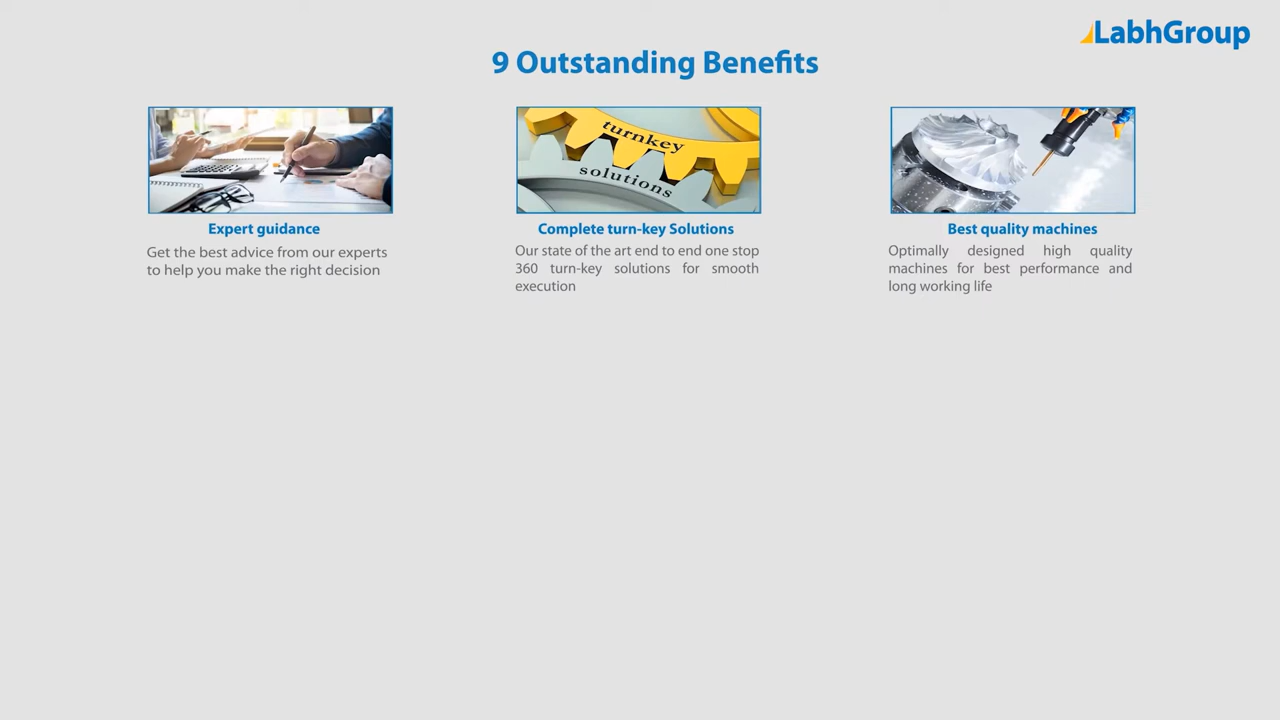 LabhGroup
9 Outstanding Benefits
turnkey
solutions
Expert guidance
Get the best advice from our experts
to help you make the right decision
Complete turn-key Solutions
Our state of the art end to end one stop
360 turn-key solutions for smooth
execution
Best quality machines
Optimally designed high quality
machines for best performance and
long working life